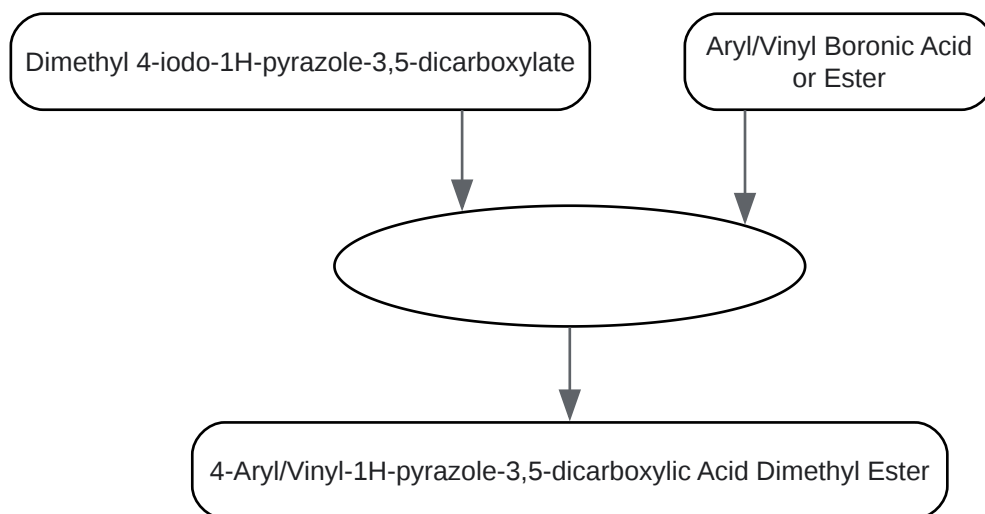 Dimethyl 4-iodo-1H-pyrazole-3,5-dicarboxylate
Aryl/Vinyl Boronic Acid
or Ester
4-Aryl/Vinyl-1H-pyrazole-3,5-dicarboxylic Acid Dimethyl Ester